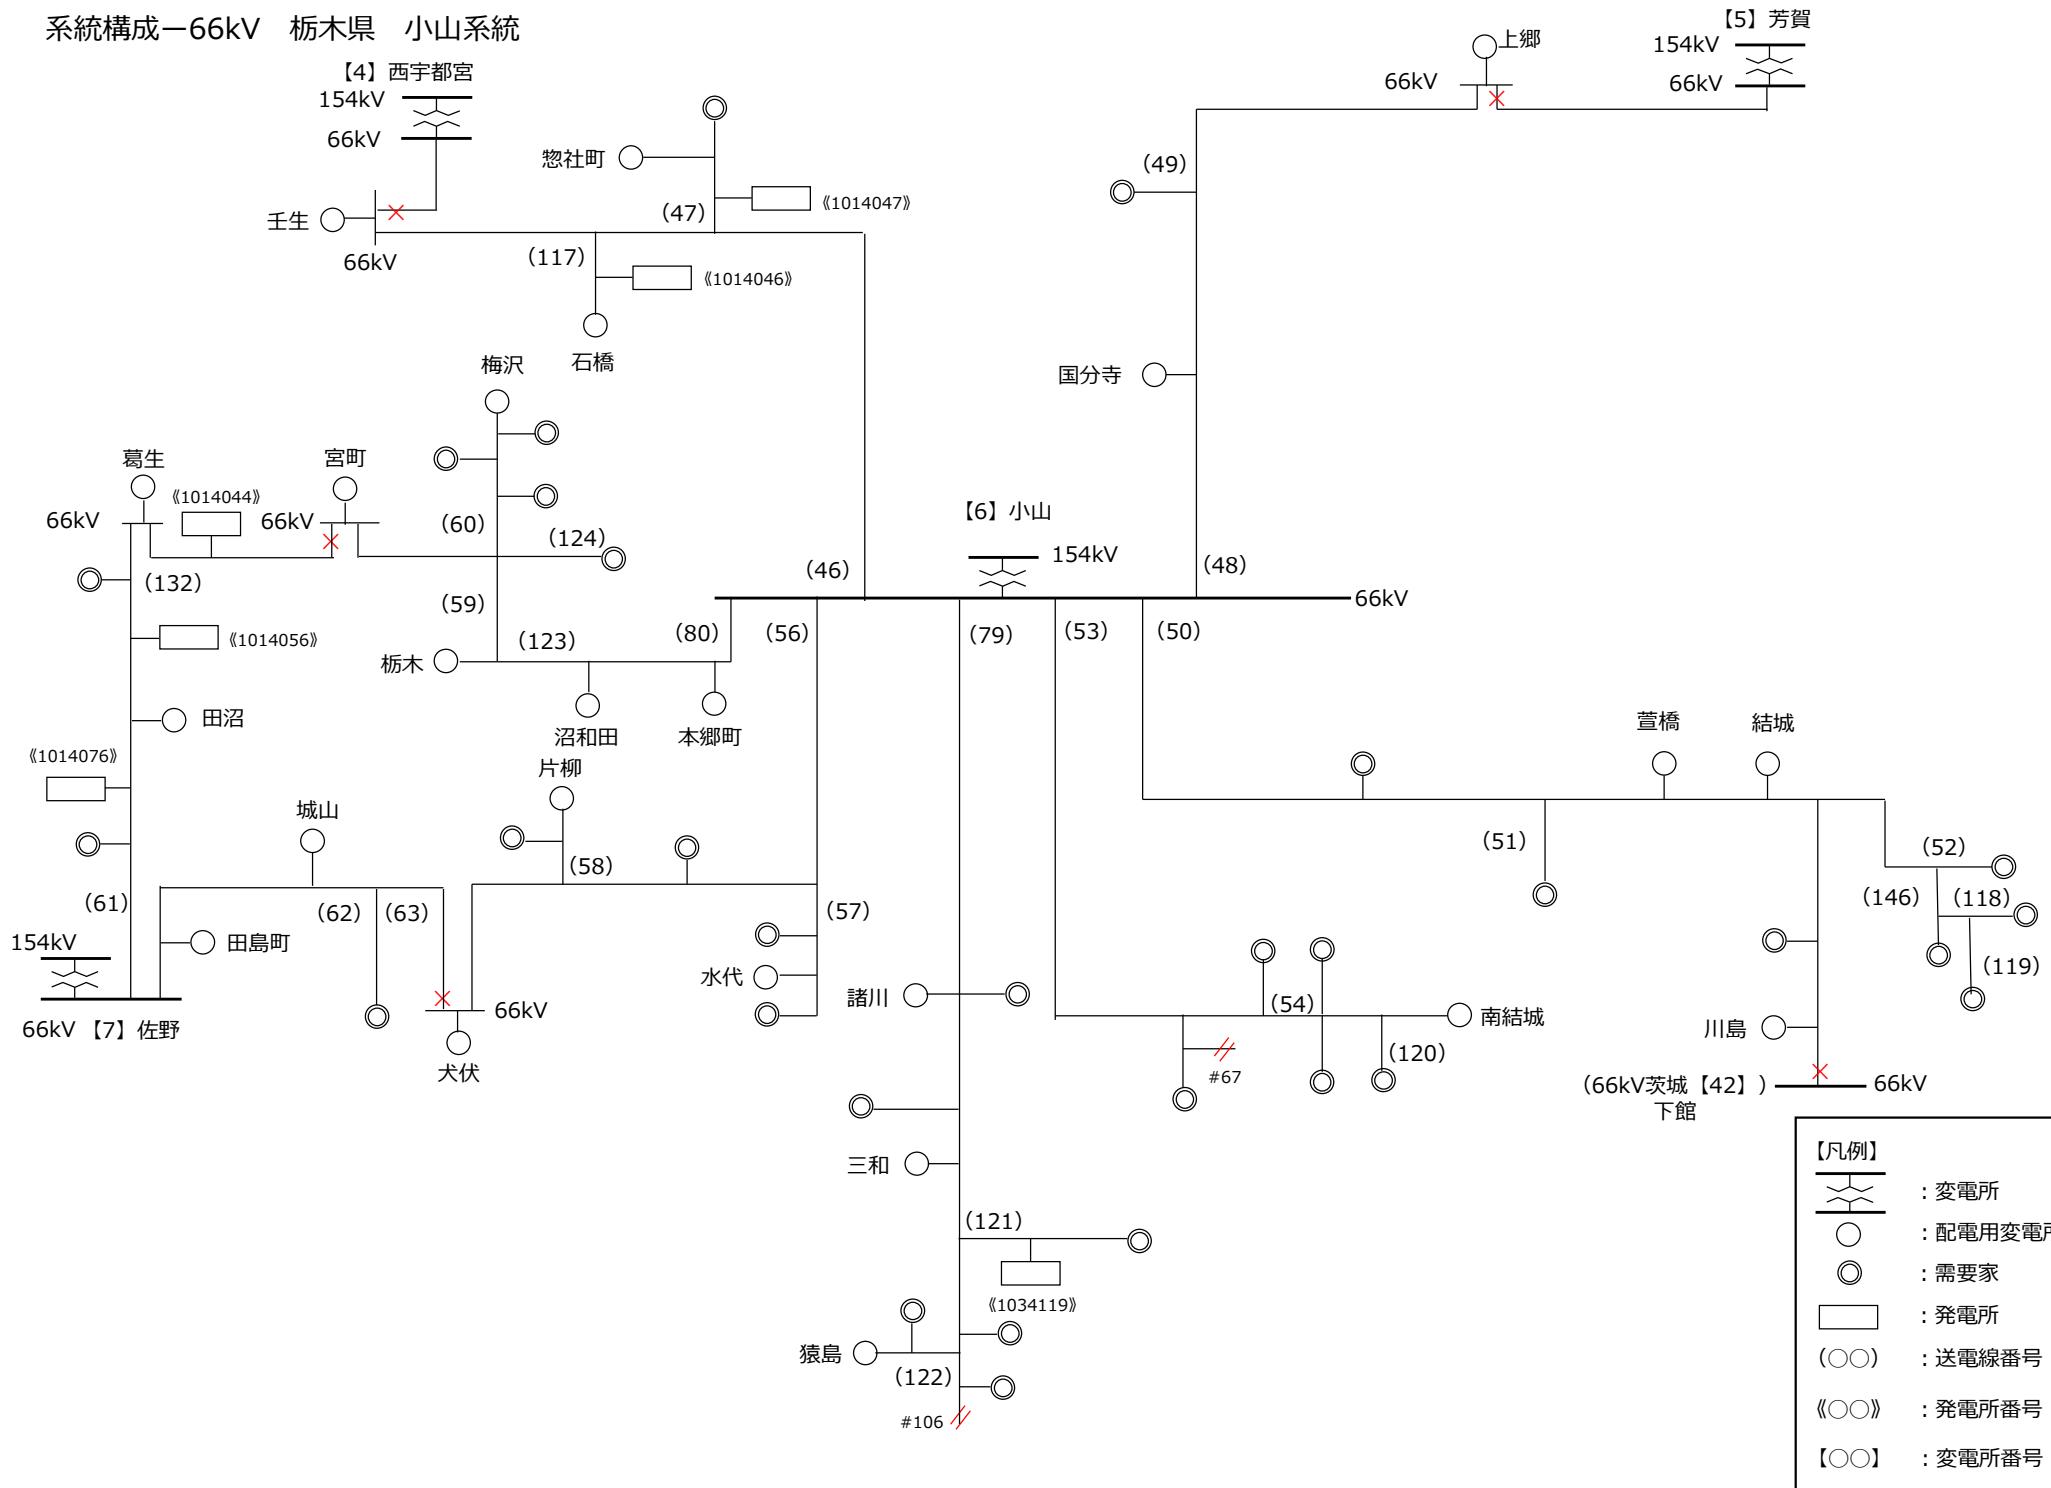 系統構成－66kV　栃木県　小山系統
【5】芳賀
154kV
66kV
上郷
66kV
【4】西宇都宮
154kV
66kV
惣社町
《1014047》
(49)
壬生
(47)
66kV
(117)
《1014046》
石橋
梅沢
国分寺
葛生
宮町
《1014044》
66kV
66kV
(60)
(124)
【6】小山
154kV
(132)
(46)
(48)
66kV
(59)
(123)
(80)
(56)
(79)
(53)
(50)
《1014056》
栃木
田沼
沼和田
本郷町
萱橋
結城
《1014076》
片柳
城山
(51)
(52)
(58)
(61)
(62)
(63)
(57)
(146)
(118)
154kV
田島町
水代
(119)
諸川
66kV
(54)
南結城
66kV【7】佐野
川島
犬伏
(120)
#67
(66kV茨城【42】)
66kV
下館
三和
(121)
《1034119》
猿島
(122)
#106
【凡例】
：変電所
：配電用変電所
：需要家
：発電所
(○○)　：送電線番号
《○○》　：発電所番号
【○○】　：変電所番号